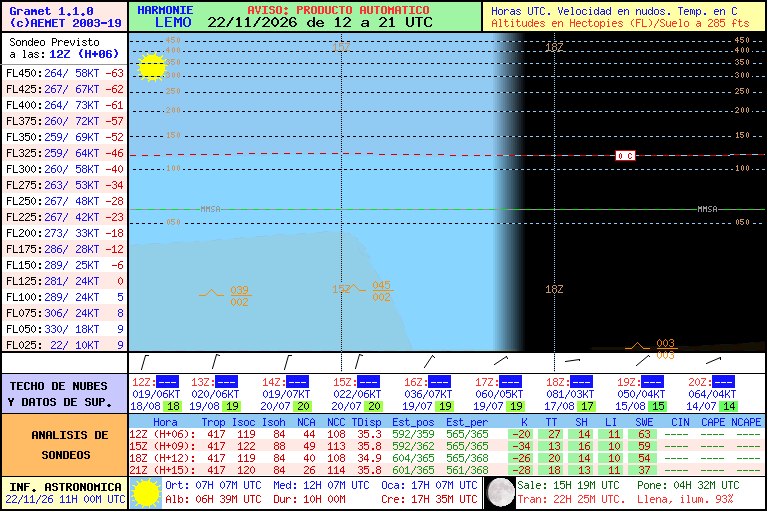 Gramet 1.1.0
(c)AEMET 2003-19
HARMONIE
LEMO
AVISO: PRODUCTO AUTOMATICO
22/11/2026 de 12 a 21 UTC
Horas UTC. Velocidad en nudos. Temp. en C
Altitudes en Hectopies (FL)/Suelo a 285 fts
Sondeo Previsto
a las: 12Z (H+06)
FL450: 264/ 58KT -63
FL425: 267/ 67KT -62
FL400: 264/ 73KT -61
FL375: 260/ 72KT -57
FL350: 259/ 69KT -52
FL325: 259/ 64KT -46
FL300: 260/ 58KT -40
FL275: 263/ 53KT -34
FL250: 267/ 48KT -28
FL225: 267/ 42KT -23
FL200: 273/ 33KT -18
FL175: 286/ 28KT -12
FL150: 289/ 25KT -6
FL125: 281/ 24KT 0
FL100: 289/ 24KT 5
FL075: 306/ 24KT 8
FL050: 330/ 18KT 9
FL025: 22/ 10KT 9
15Z 18Z
450 450
400 400
350 350
300 300
250 250
200 200
150 150
0 C
100 100
MMSA MMSA
050 050
039
002
15Z
045
002
18Z
003
003
TECHO DE NUBES
Y DATOS DE SUP.
12Z:--- 13Z:--- 14Z:--- 15Z:--- 16Z:--- 17Z:--- 18Z:--- 19Z:--- 20Z:---
019/06KT 020/06KT 019/07KT 022/06KT 036/07KT 060/05KT 081/03KT 050/04KT 064/04KT
18/08 18 19/08 19 20/07 20 20/07 20 19/07 19 19/07 19 17/08 17 15/08 15 14/07 14
ANALISIS DE
SONDEOS
Hora Trop Isoc Isoh NCA NCC TDisp Est_pos Est_per K TT SH LI SWE CIN CAPE NCAPE
12Z (H+06): 417 119 84 44 108 35.3 592/359 565/365 -20 27 14 11 63 ---- ---- ----
15Z (H+09): 417 122 88 49 113 35.8 592/362 565/365 -34 13 16 10 59 ---- ---- ----
18Z (H+12): 417 119 84 40 108 34.9 604/365 565/365 -26 20 14 10 54 ---- ---- ----
21Z (H+15): 417 120 84 26 114 35.8 601/365 561/368 -28 18 13 11 37 ---- ---- ----
INF. ASTRONOMICA
22/11/26 11H 00M UTC
Ort: 07H 07M UTC Med: 12H 07M UTC Oca: 17H 07M UTC
Alb: 06H 39M UTC Dur: 10H 00M Cre: 17H 35M UTC
Sale: 15H 19M UTC Pone: 04H 32M UTC
Tran: 22H 25M UTC. Llena, ilum. 93%